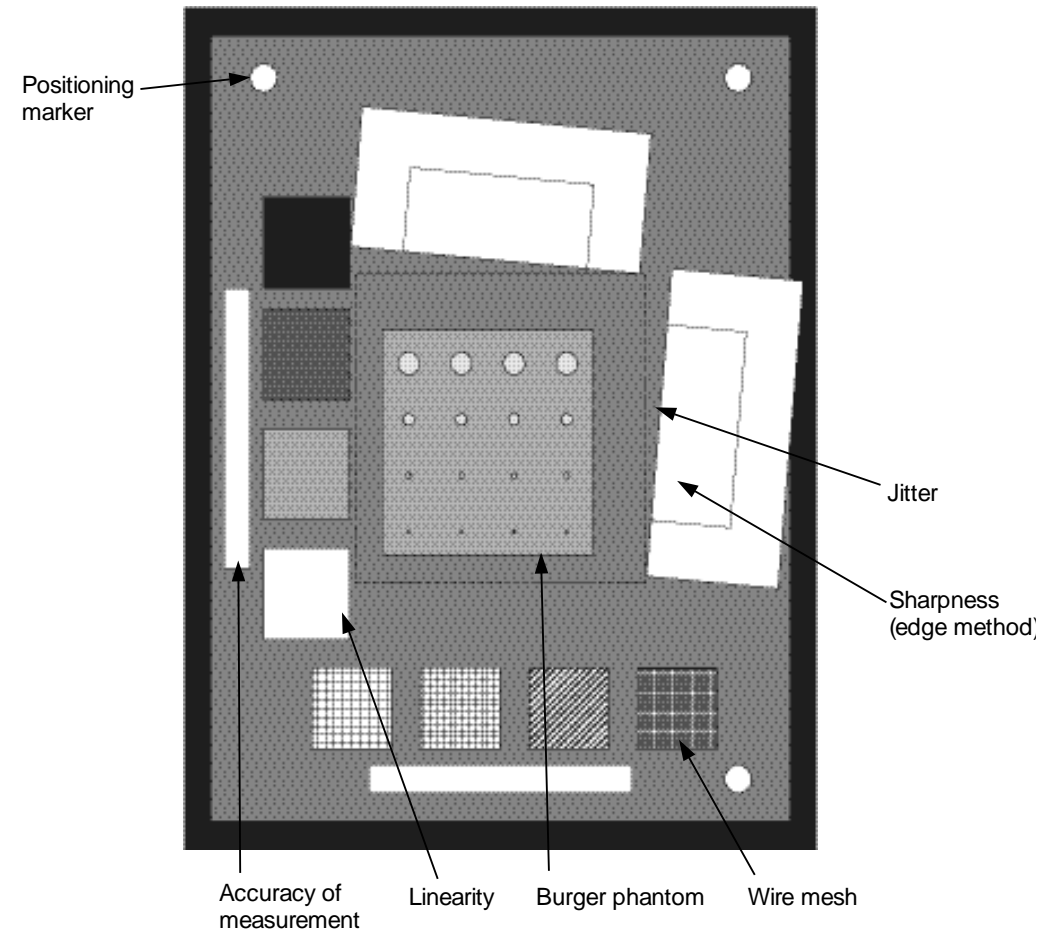 Positioning
marker
Jitter
Sharpness
(edge method)
Accuracy of
measurement
Linearity
Burger phantom
Wire mesh